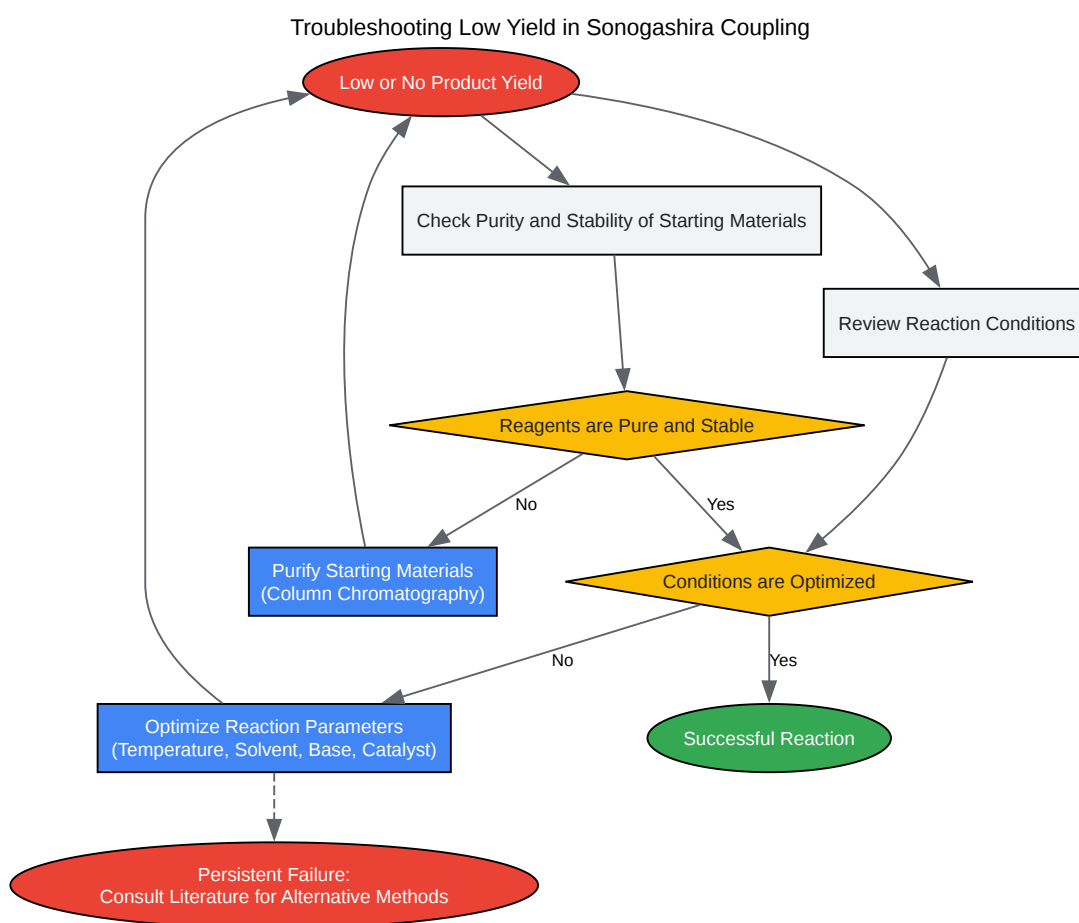 Troubleshooting Low Yield in Sonogashira Coupling
Low or No Product Yield
Check Purity and Stability of Starting Materials
Review Reaction Conditions
Reagents are Pure and Stable
No
Yes
Purify Starting Materials
(Column Chromatography)
Conditions are Optimized
No
Yes
Optimize Reaction Parameters
(Temperature, Solvent, Base, Catalyst)
Successful Reaction
Persistent Failure:
Consult Literature for Alternative Methods